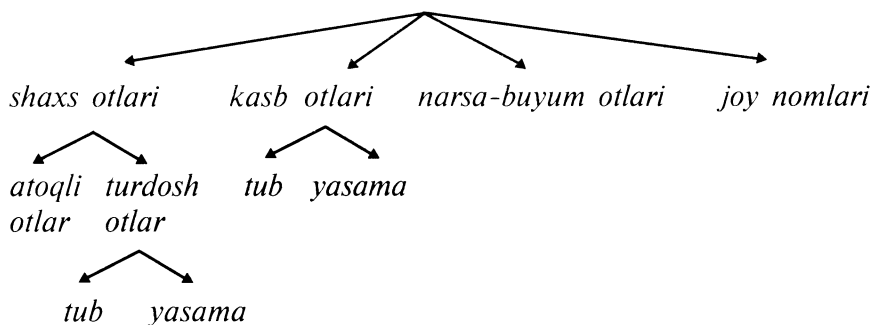 shaxs otlari kasb otlari narsa-buyum otlari joy nomlari
atoqli turdosh tub yasama
otlar otlar
tub yasama